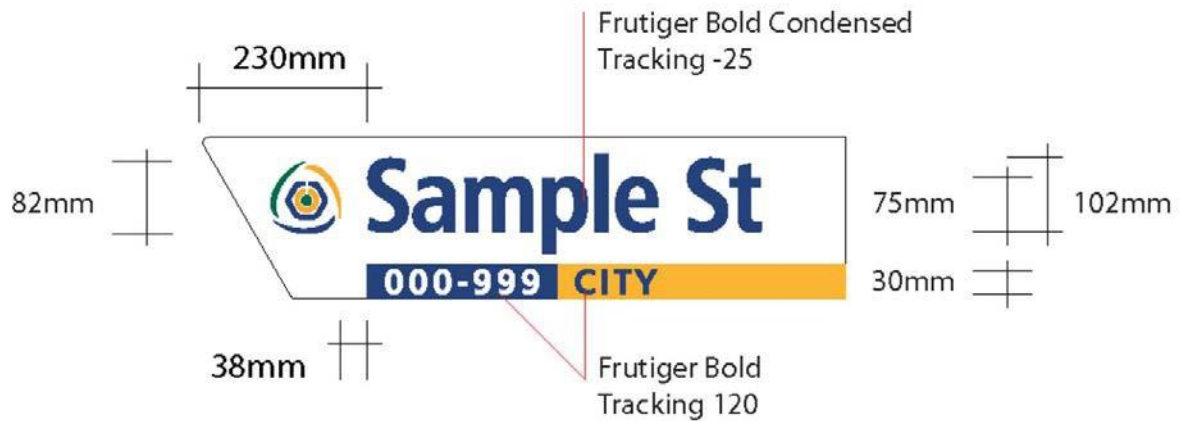 Frutiger Bold Condensed
Tracking -25
230mm
82mm
Sample St
75mm
102mm
000-999 CITY
30mm
38mm
Frutiger Bold
Tracking 120